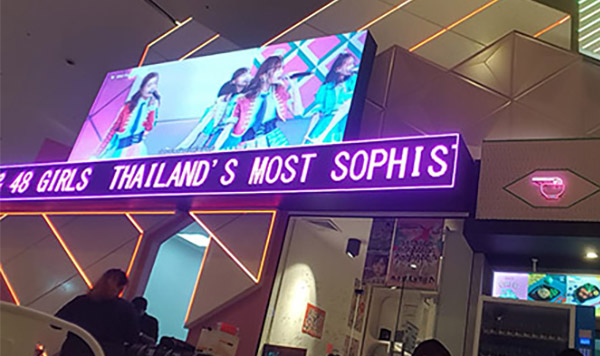 48 GIRLS THAILAND'S MOST SOPHIS